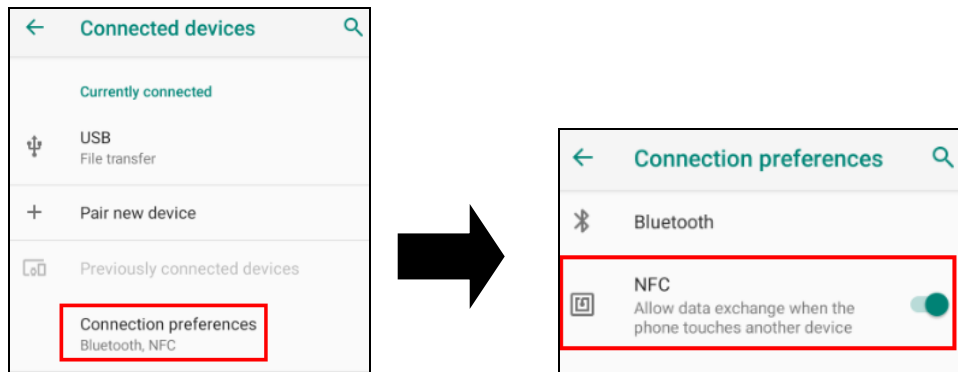 Connected devices
Currently connected
USB
File transfer
Pair new device
Previously connected devices
Connection preferences
Bluetooth, NFC
Connection preferences
Bluetooth
NFC
Allow data exchange when the
phone touches another device